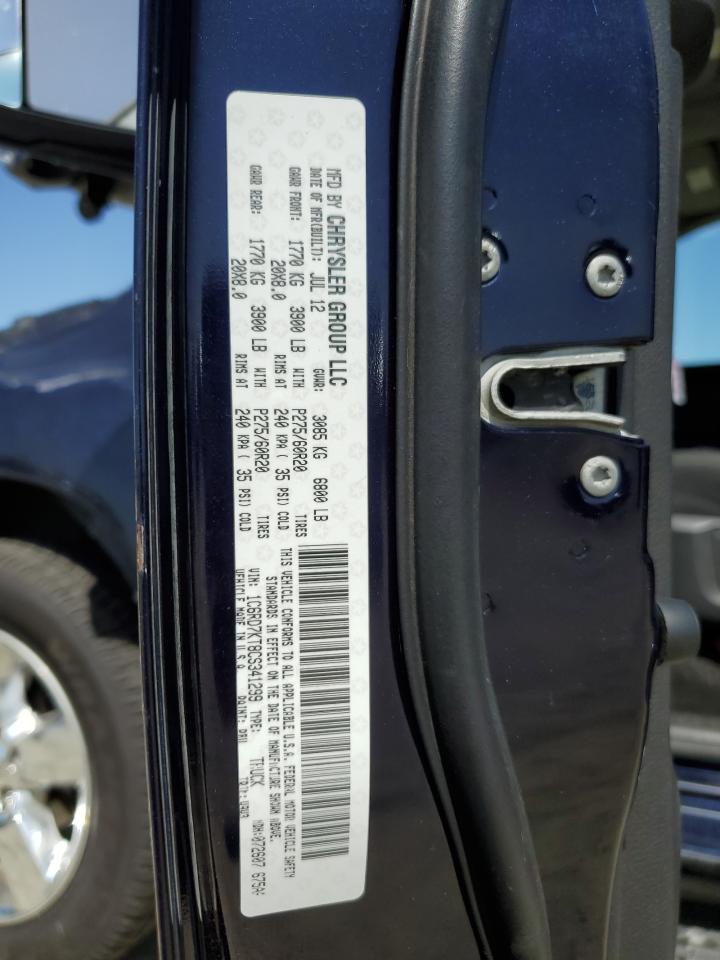 MFD BY CHRYSLER GROUP LLC
DATE OF MFR(BUILT): JUL 12 GVWR: 3085 KG 6800 LB
GAWR FRONT: 1770 KG 3900 LB WITH P275/60R20 TIRES
20X8.0 RIMS AT 240 KPA ( 35 PSI) COLD
GAWR REAR: 1770 KG 3900 LB WITH P275/60R20 TIRES
20X8.0 RIMS AT 240 KPA ( 35 PSI) COLD
THIS VEHICLE CONFORMS TO ALL APPLICABLE U.S.A. FEDERAL MOTOR VEHICLE SAFETY
STANDARDS IN EFFECT ON THE DATE OF MANUFACTURE SHOWN ABOVE.
VIN: 1C6RD7KT8CS341299 TYPE: TRUCK MDH:072607 675A
VEHICLE MADE IN U.S.A PAINT: